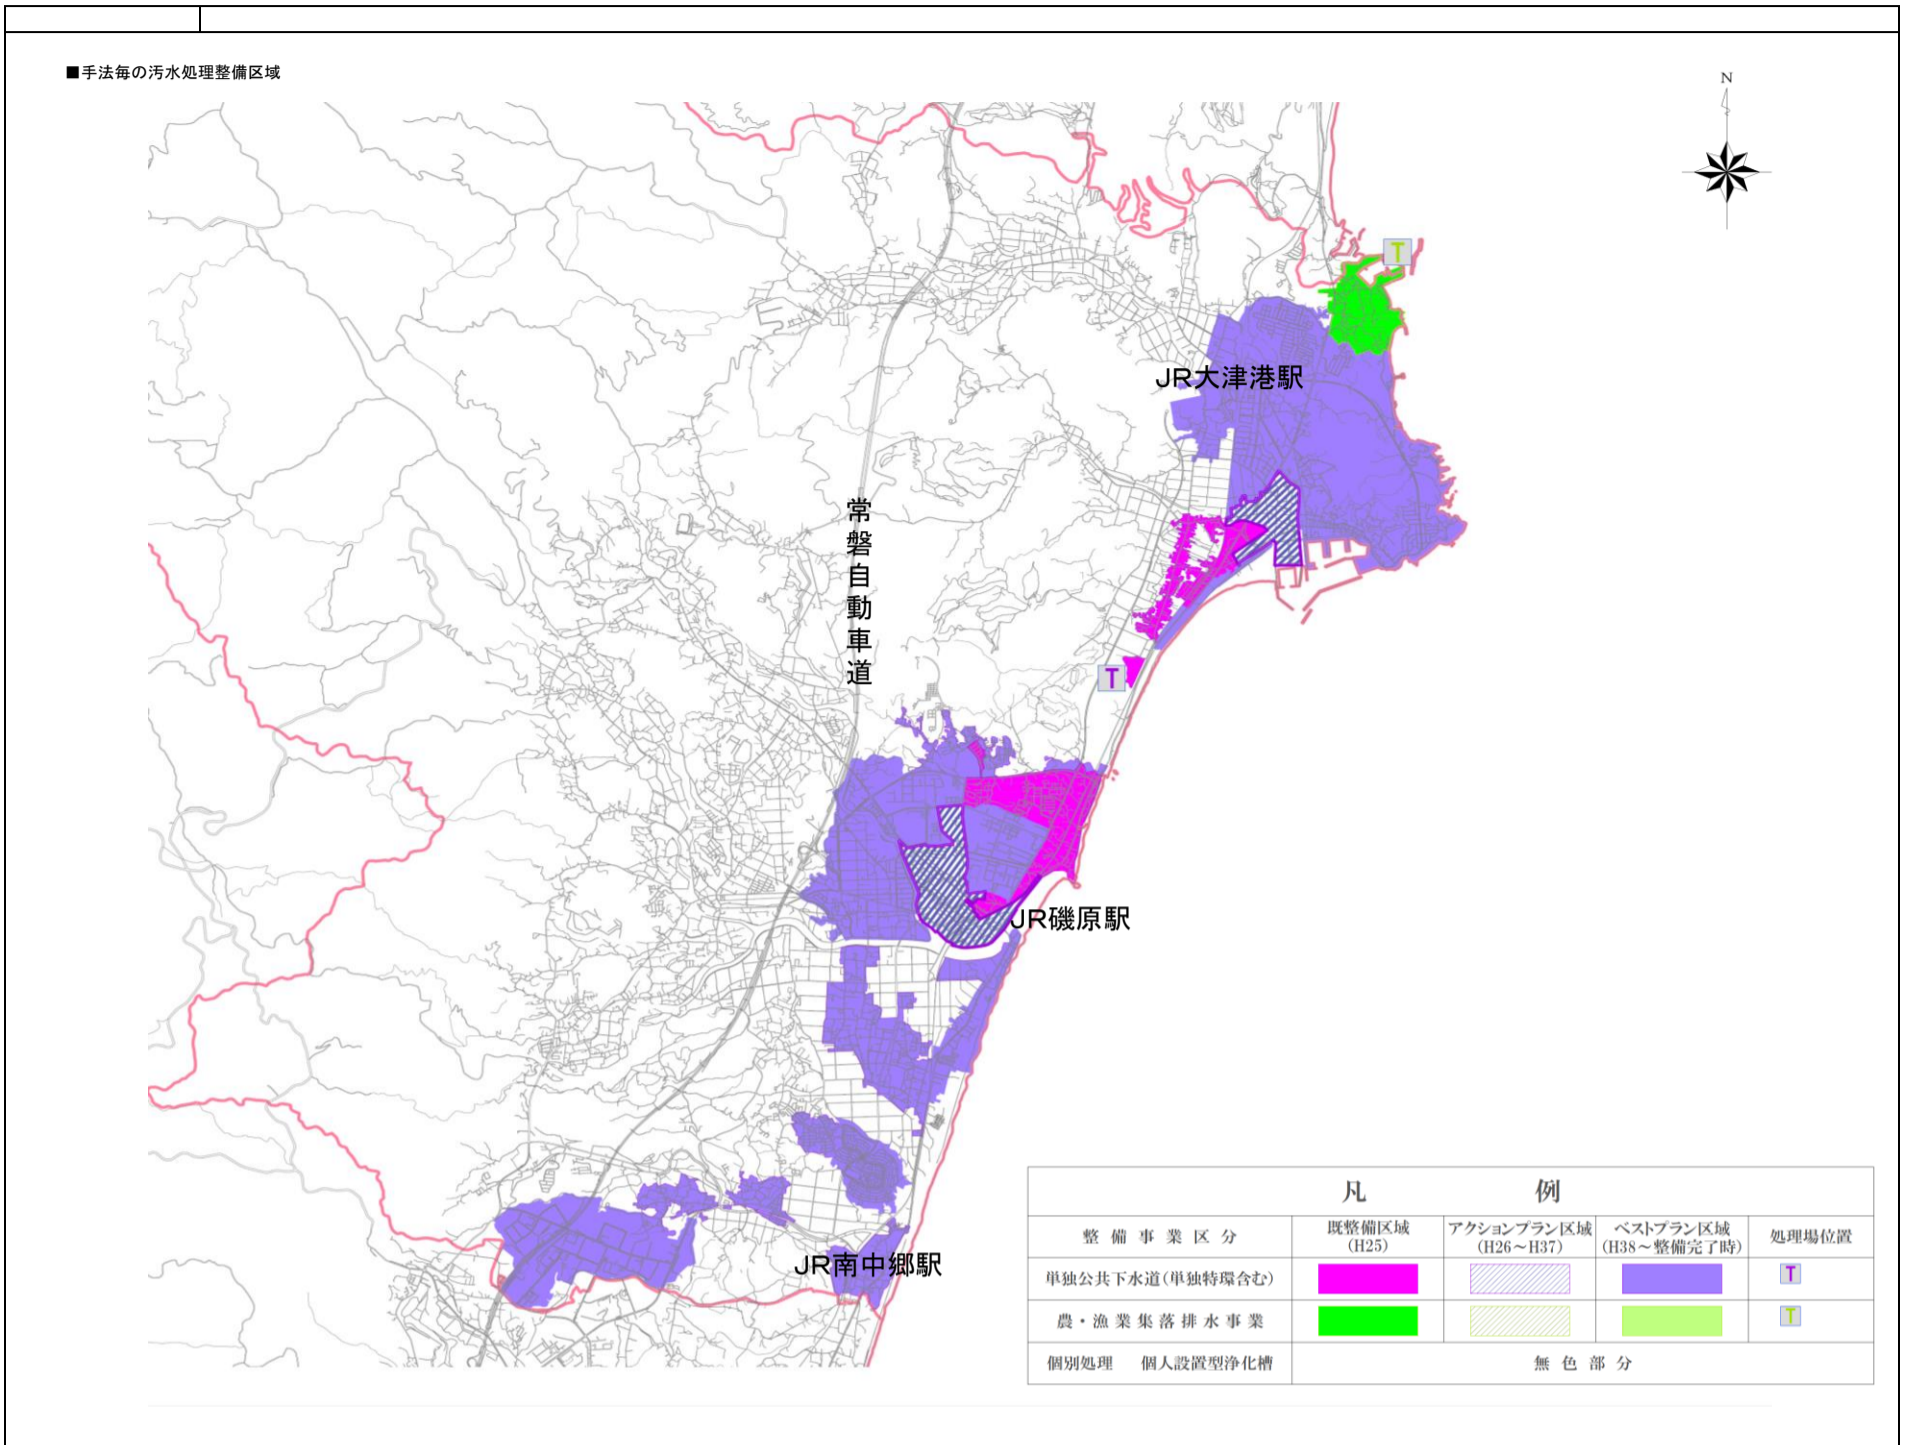 ■手法毎の汚水処理整備区域
N
T
JR大津港駅
常磐自動車道
T
JR磯原駅
JR南中郷駅
凡 例
整備事業区分
既整備区域
(H25)
アクションプラン区域
(H26～H37)
ベストプラン区域
(H38～整備完了時)
処理場位置
単独公共下水道(単独特環含む)
T
農・漁業集落排水事業
T
個別処理 個人設置型浄化槽
無色部分